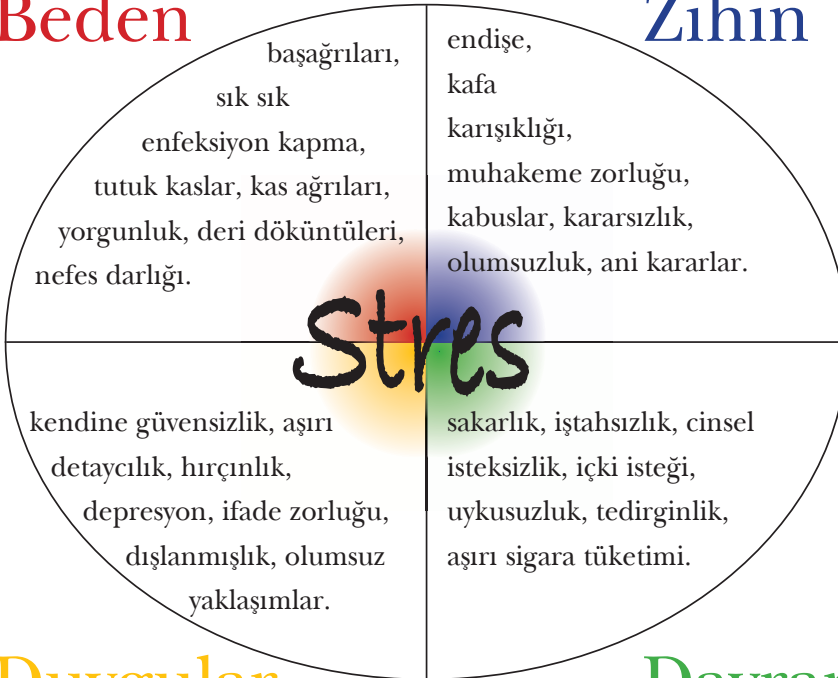 Beden
başağrıları,
sık sık
enfeksiyon kapma,
tutuk kaslar, kas ağrıları,
yorgunluk, deri döküntüleri,
nefes darlığı.
Zihin
endişe,
kafa
karışıklığı,
muhakeme zorluğu,
kabuslar, kararsızlık,
olumsuzluk, ani kararlar.
Stres
kendine güvensizlik, aşırı
detaycılık, hırçınlık,
depresyon, ifade zorluğu,
dışlanmışlık, olumsuz
yaklaşımlar.
Duygular
sakarlık, iştahsızlık, cinsel
isteksizlik, içki isteği,
uykusuzluk, tedirginlik,
aşırı sigara tüketimi.